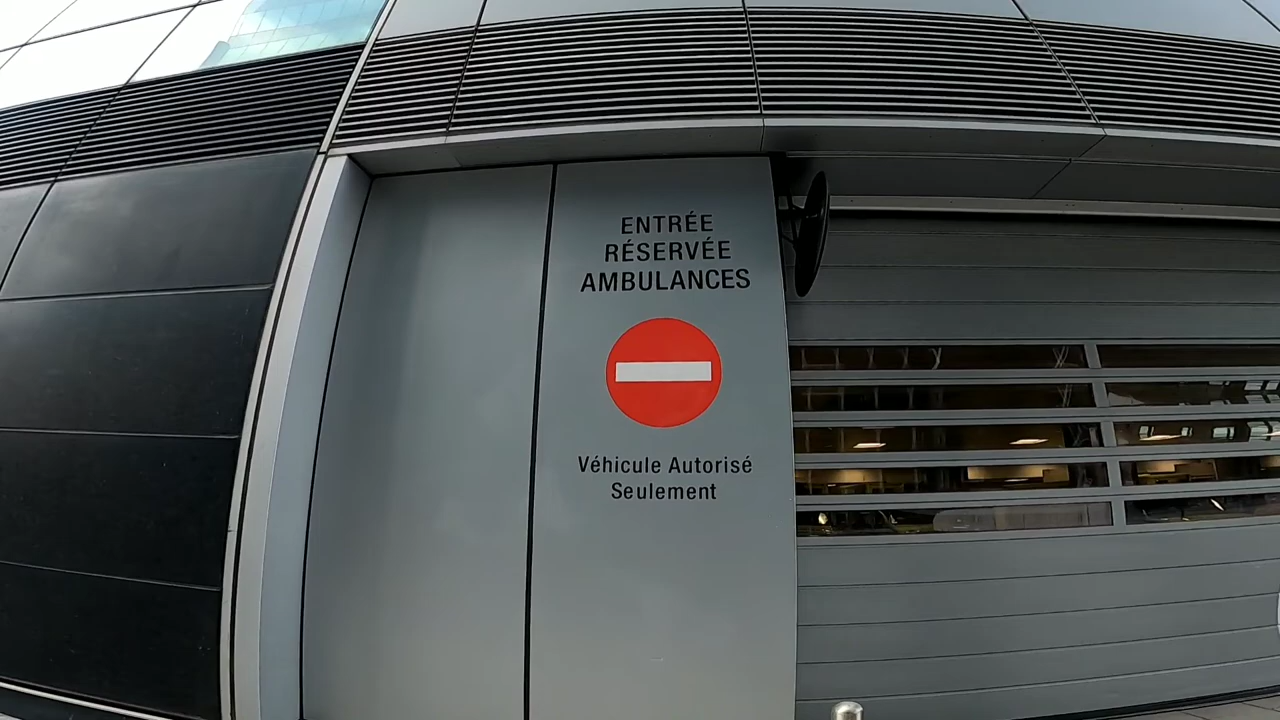 ENTRÉE
RÉSERVÉE
AMBULANCES
Véhicule Autorisé
Seulement